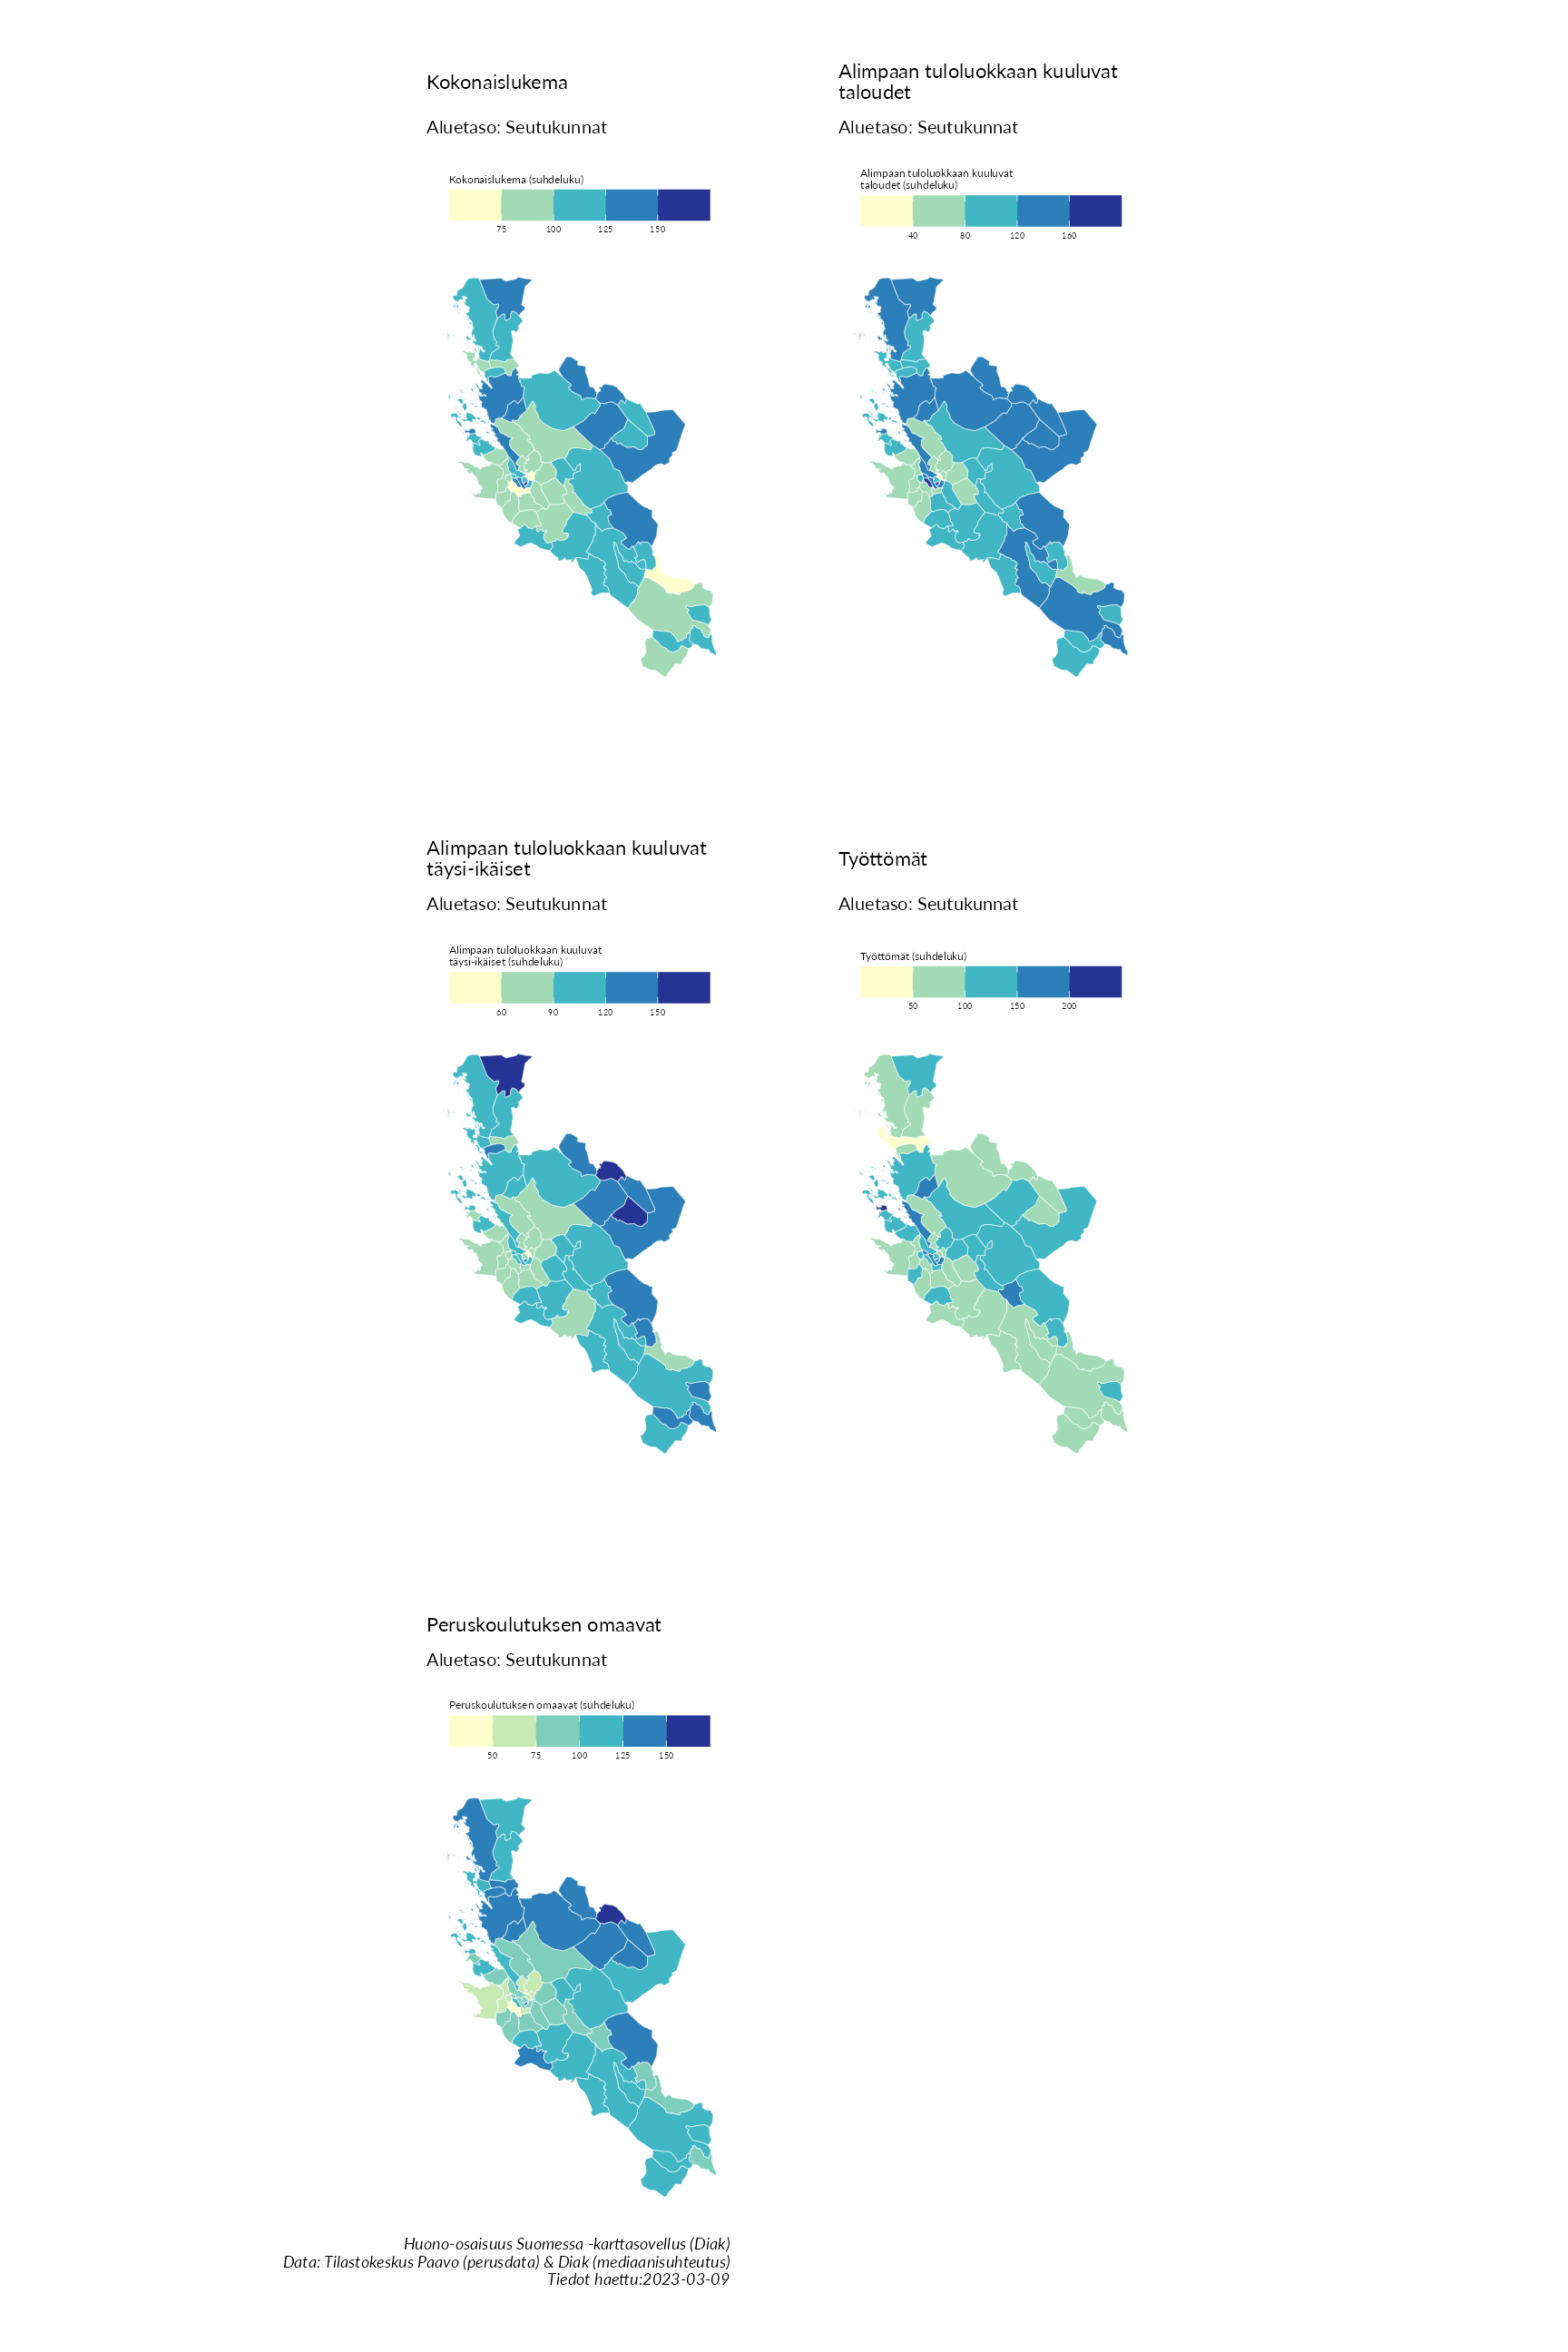 Kokonaislukema
Aluetaso: Seutukunnat
Kokonaislukema (suhdeluku)
75 100 125 150
Alimpaan tuloluokkaan kuuluvat
taloudet
Aluetaso: Seutukunnat
Alimpaan tuloluokkaan kuuluvat
taloudet (suhdeluku)
40 80 120 160
Alimpaan tuloluokkaan kuuluvat
täysi-ikäiset
Aluetaso: Seutukunnat
Alimpaan tuloluokkaan kuuluvat
täysi-ikäiset (suhdeluku)
60 90 120 150
Työttömät
Aluetaso: Seutukunnat
Työttömät (suhdeluku)
50 100 150 200
Peruskoulutuksen omaavat
Aluetaso: Seutukunnat
Peruskoulutuksen omaavat (suhdeluku)
50 75 100 125 150
Huono-osaisuus Suomessa -karttasovellus (Diak)
Data: Tilastokeskus Paavo (perusdata) & Diak (mediaanisuhteutus)
Tiedot haettu:2023-03-09